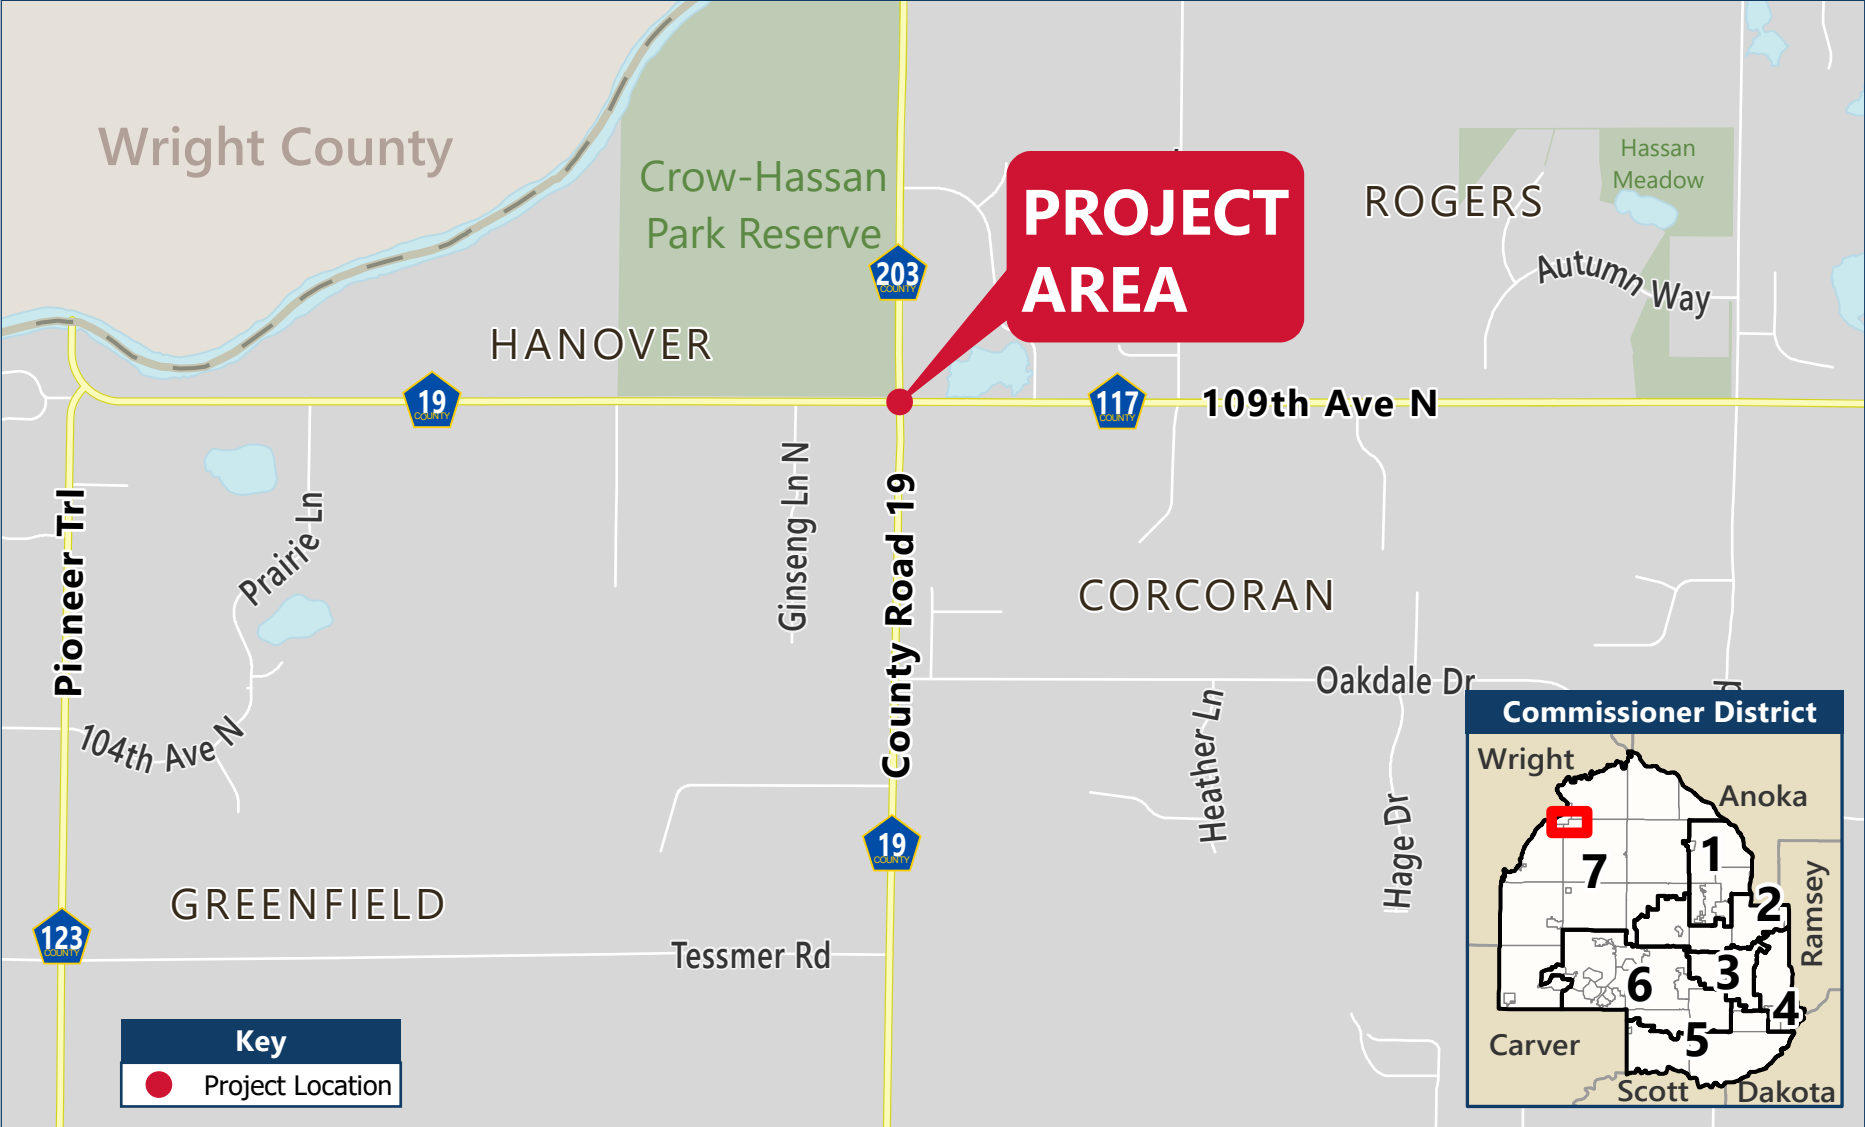 Wright County
Crow-Hassan
Park Reserve
PROJECT
AREA
ROGERS
Hassan
Meadow
203
COUNTY
Autumn Way
HANOVER
19
COUNTY
117
COUNTY
109th Ave N
Pioneer Trl
Prairie Ln
Ginseng Ln N
County Road 19
CORCORAN
Oakdale Dr
104th Ave N
Heather Ln
Hage Dr
19
COUNTY
GREENFIELD
123
COUNTY
Tessmer Rd
Key
Project Location
Commissioner District
Wright
Anoka
1
7
2
Ramsey
3
6
4
5
Carver
Scott
Dakota